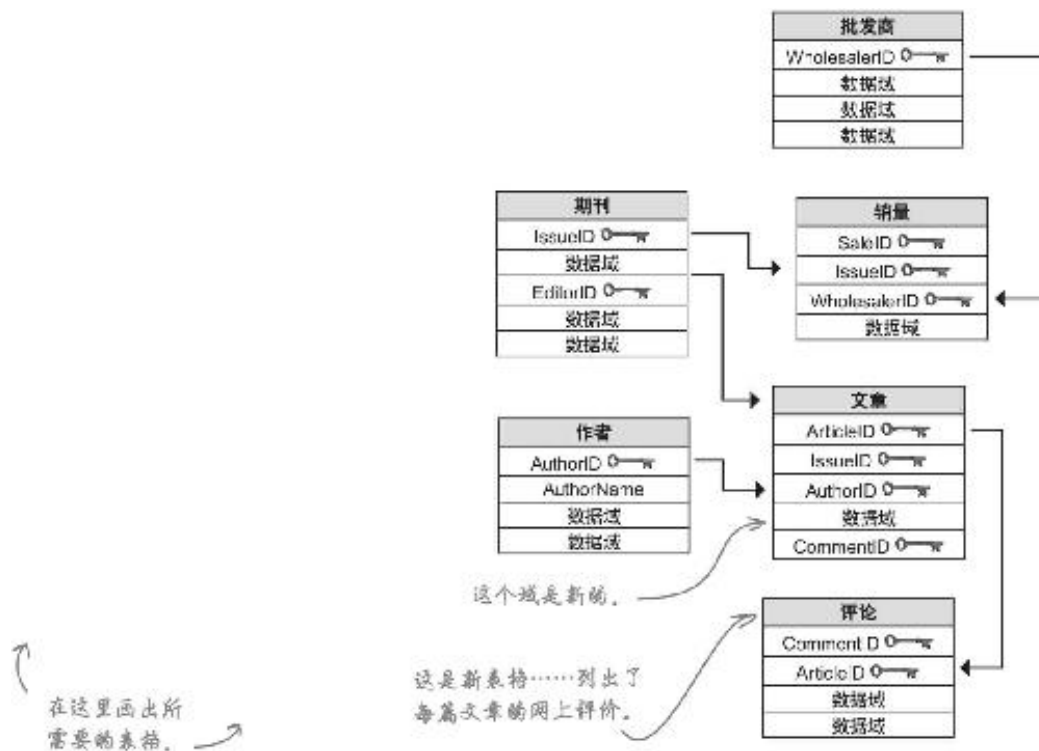 批发商
WholesalerID
数据域
数据域
数据域
期刊
IssueID
数据域
EditorID
数据域
数据域
销量
SaleID
IssueID
WholesalerID
数据域
作者
AuthorID
AuthorName
数据域
数据域
文章
ArticleID
IssueID
AuthorID
数据域
CommentID
这个域是新的。
评论
CommentID
ArticleID
数据域
数据域
这是新表格……列出了
每篇文章的网上评价。
在这里画出所
需要的表格。